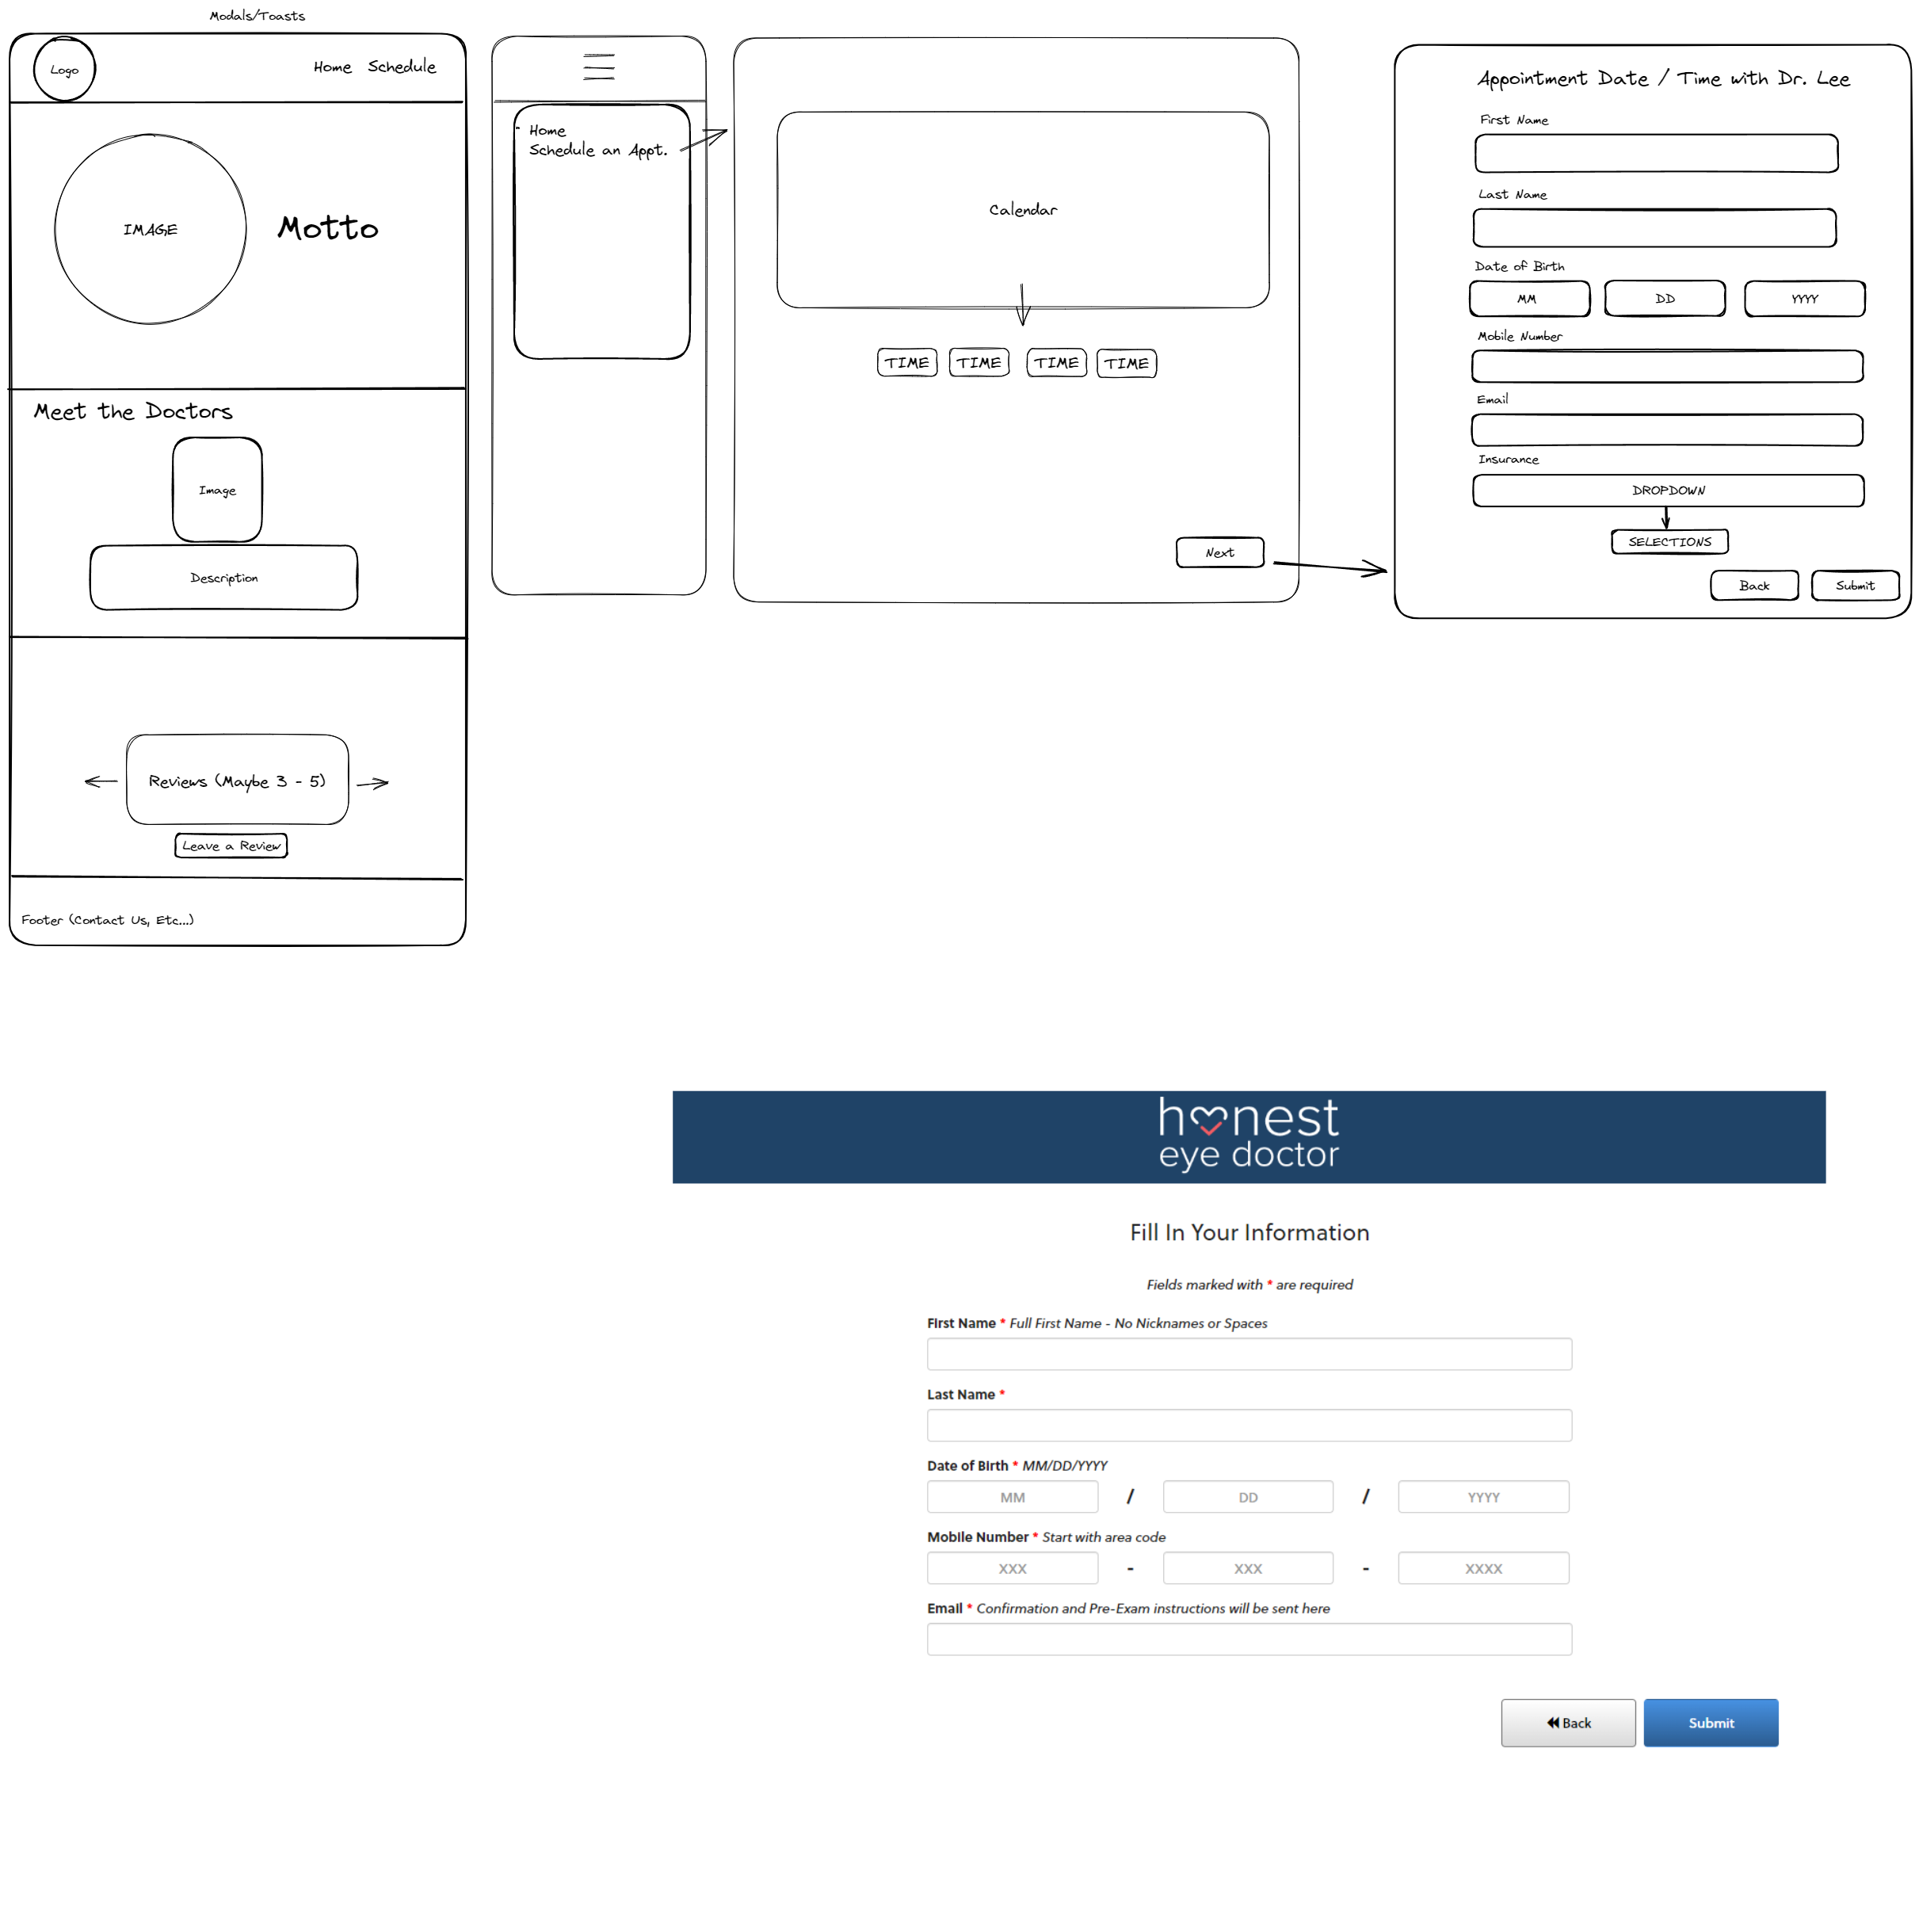 Modals/Toasts
Logo
Home Schedule
IMAGE
Motto
Meet the Doctors
Image
Description
Reviews (Maybe 3 - 5)
Leave a Review
Footer (Contact Us, Etc...)
- Home
Schedule an Appt.
Calendar
TIME TIME TIME TIME
Next
Appointment Date / Time with Dr. Lee
First Name
Last Name
Date of Birth
MM DD YYYY
Mobile Number
Email
Insurance
DROPDOWN
SELECTIONS
Back Submit
honest
eye doctor
Fill In Your Information
Fields marked with * are required
First Name * Full First Name - No Nicknames or Spaces
Last Name *
Date of Birth * MM/DD/YYYY
MM / DD / YYYY
Mobile Number * Start with area code
XXX - XXX - XXXX
Email * Confirmation and Pre-Exam instructions will be sent here
Back Submit